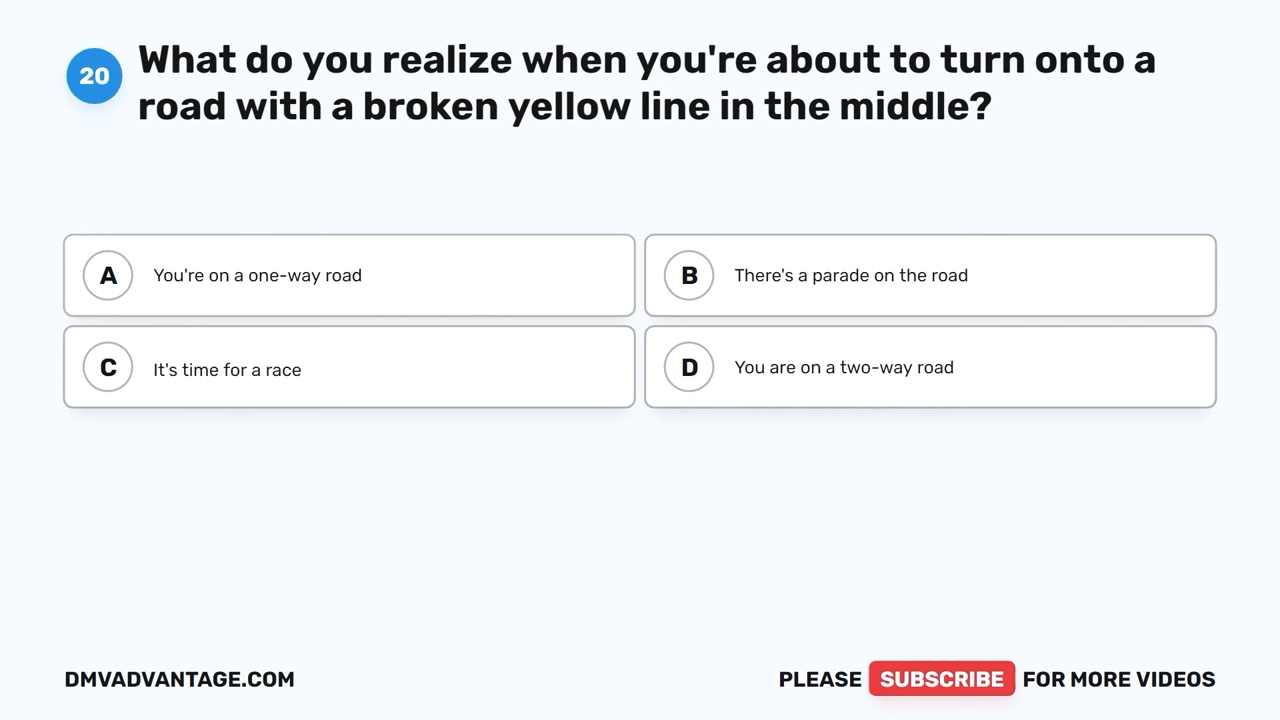 20
What do you realize when you're about to turn onto a
road with a broken yellow line in the middle?
A You're on a one-way road
B There's a parade on the road
C It's time for a race
D You are on a two-way road
DMVADVANTAGE.COM
PLEASE SUBSCRIBE FOR MORE VIDEOS